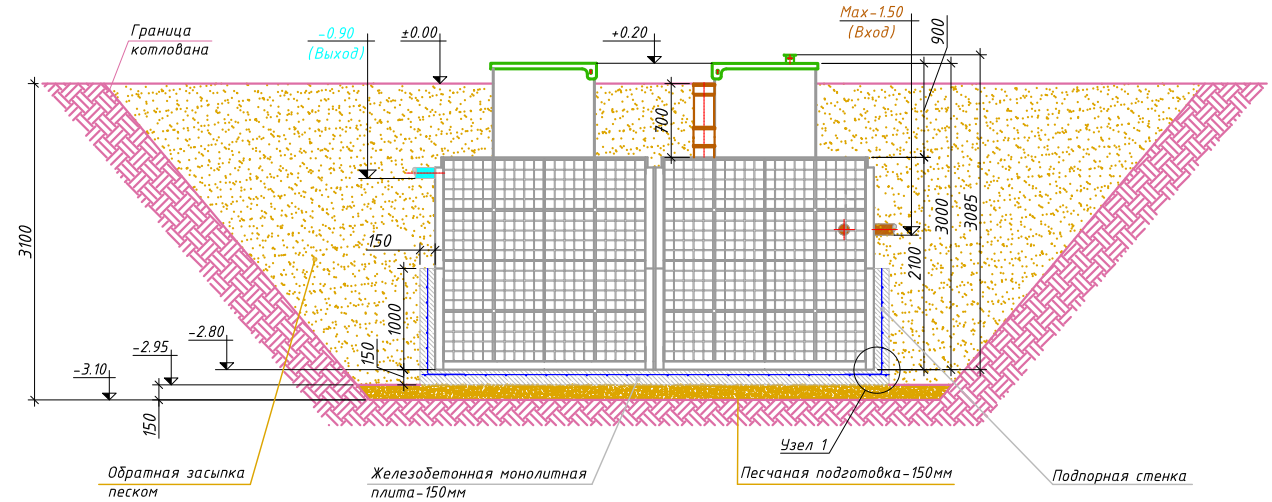 Граница
котлована
-0.90
(Выход)
±0.00
+0.20
Max-1.50
(Вход)
900
700
3100
150
1000
2100
3000
3085
-2.80
-2.95
-3.10
150
150
Узел 1
Обратная засыпка
песком
Железобетонная монолитная
плита-150мм
Песчаная подготовка-150мм
Подпорная стенка